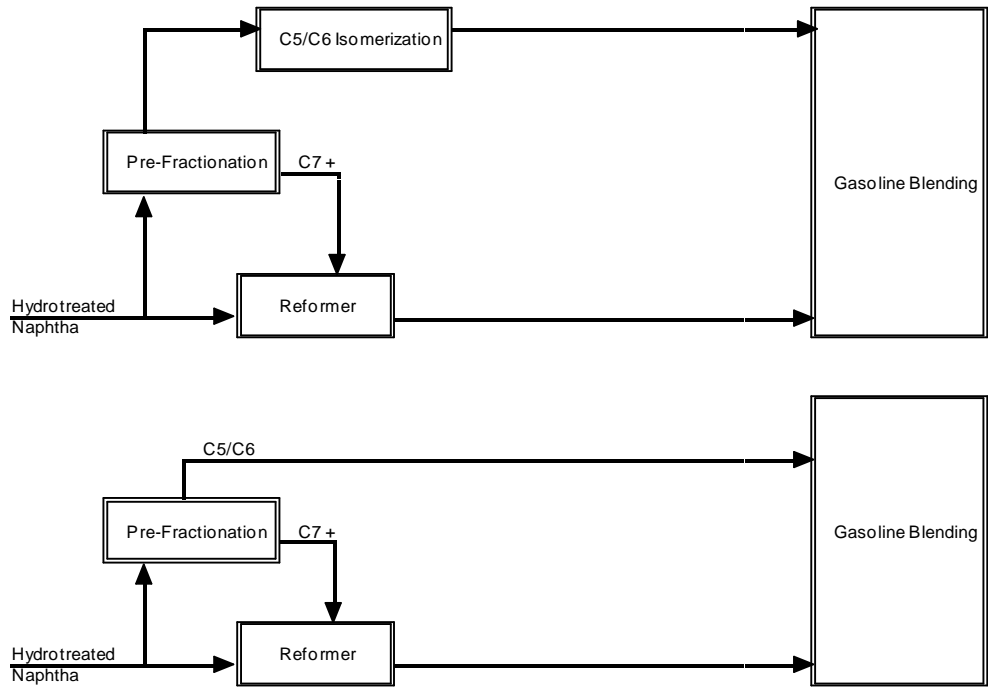 C5/C6 Isomerization
Pre-Fractionation
C7 +
Gasoline Blending
Hydrotreated
Naphtha
Reformer
C5/C6
Pre-Fractionation
C7 +
Gasoline Blending
Hydrotreated
Naphtha
Reformer